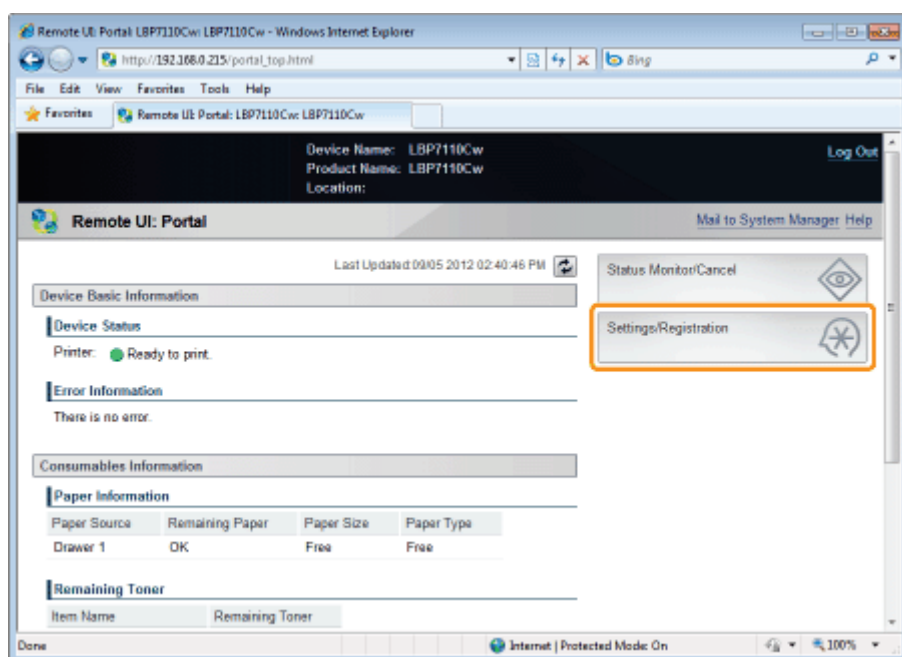 Remote UI: Portal: LBP7110Cw: LBP7110Cw - Windows Internet Explorer
http://192.168.0.215/portal_top.html
Bing
File Edit View Favorites Tools Help
Favorites Remote UI: Portal: LBP7110Cw: LBP7110Cw
Device Name: LBP7110Cw
Product Name: LBP7110Cw
Location:
Log Out
Remote UI: Portal
Mail to System Manager Help
Last Updated:09/05 2012 02:40:46 PM
Status Monitor/Cancel
Device Basic Information
Device Status
Settings/Registration
Printer: Ready to print.
Error Information
There is no error.
Consumables Information
Paper Information
Paper Source Remaining Paper Paper Size Paper Type
Drawer 1 OK Free Free
Remaining Toner
Item Name Remaining Toner
Done Internet | Protected Mode: On 100%